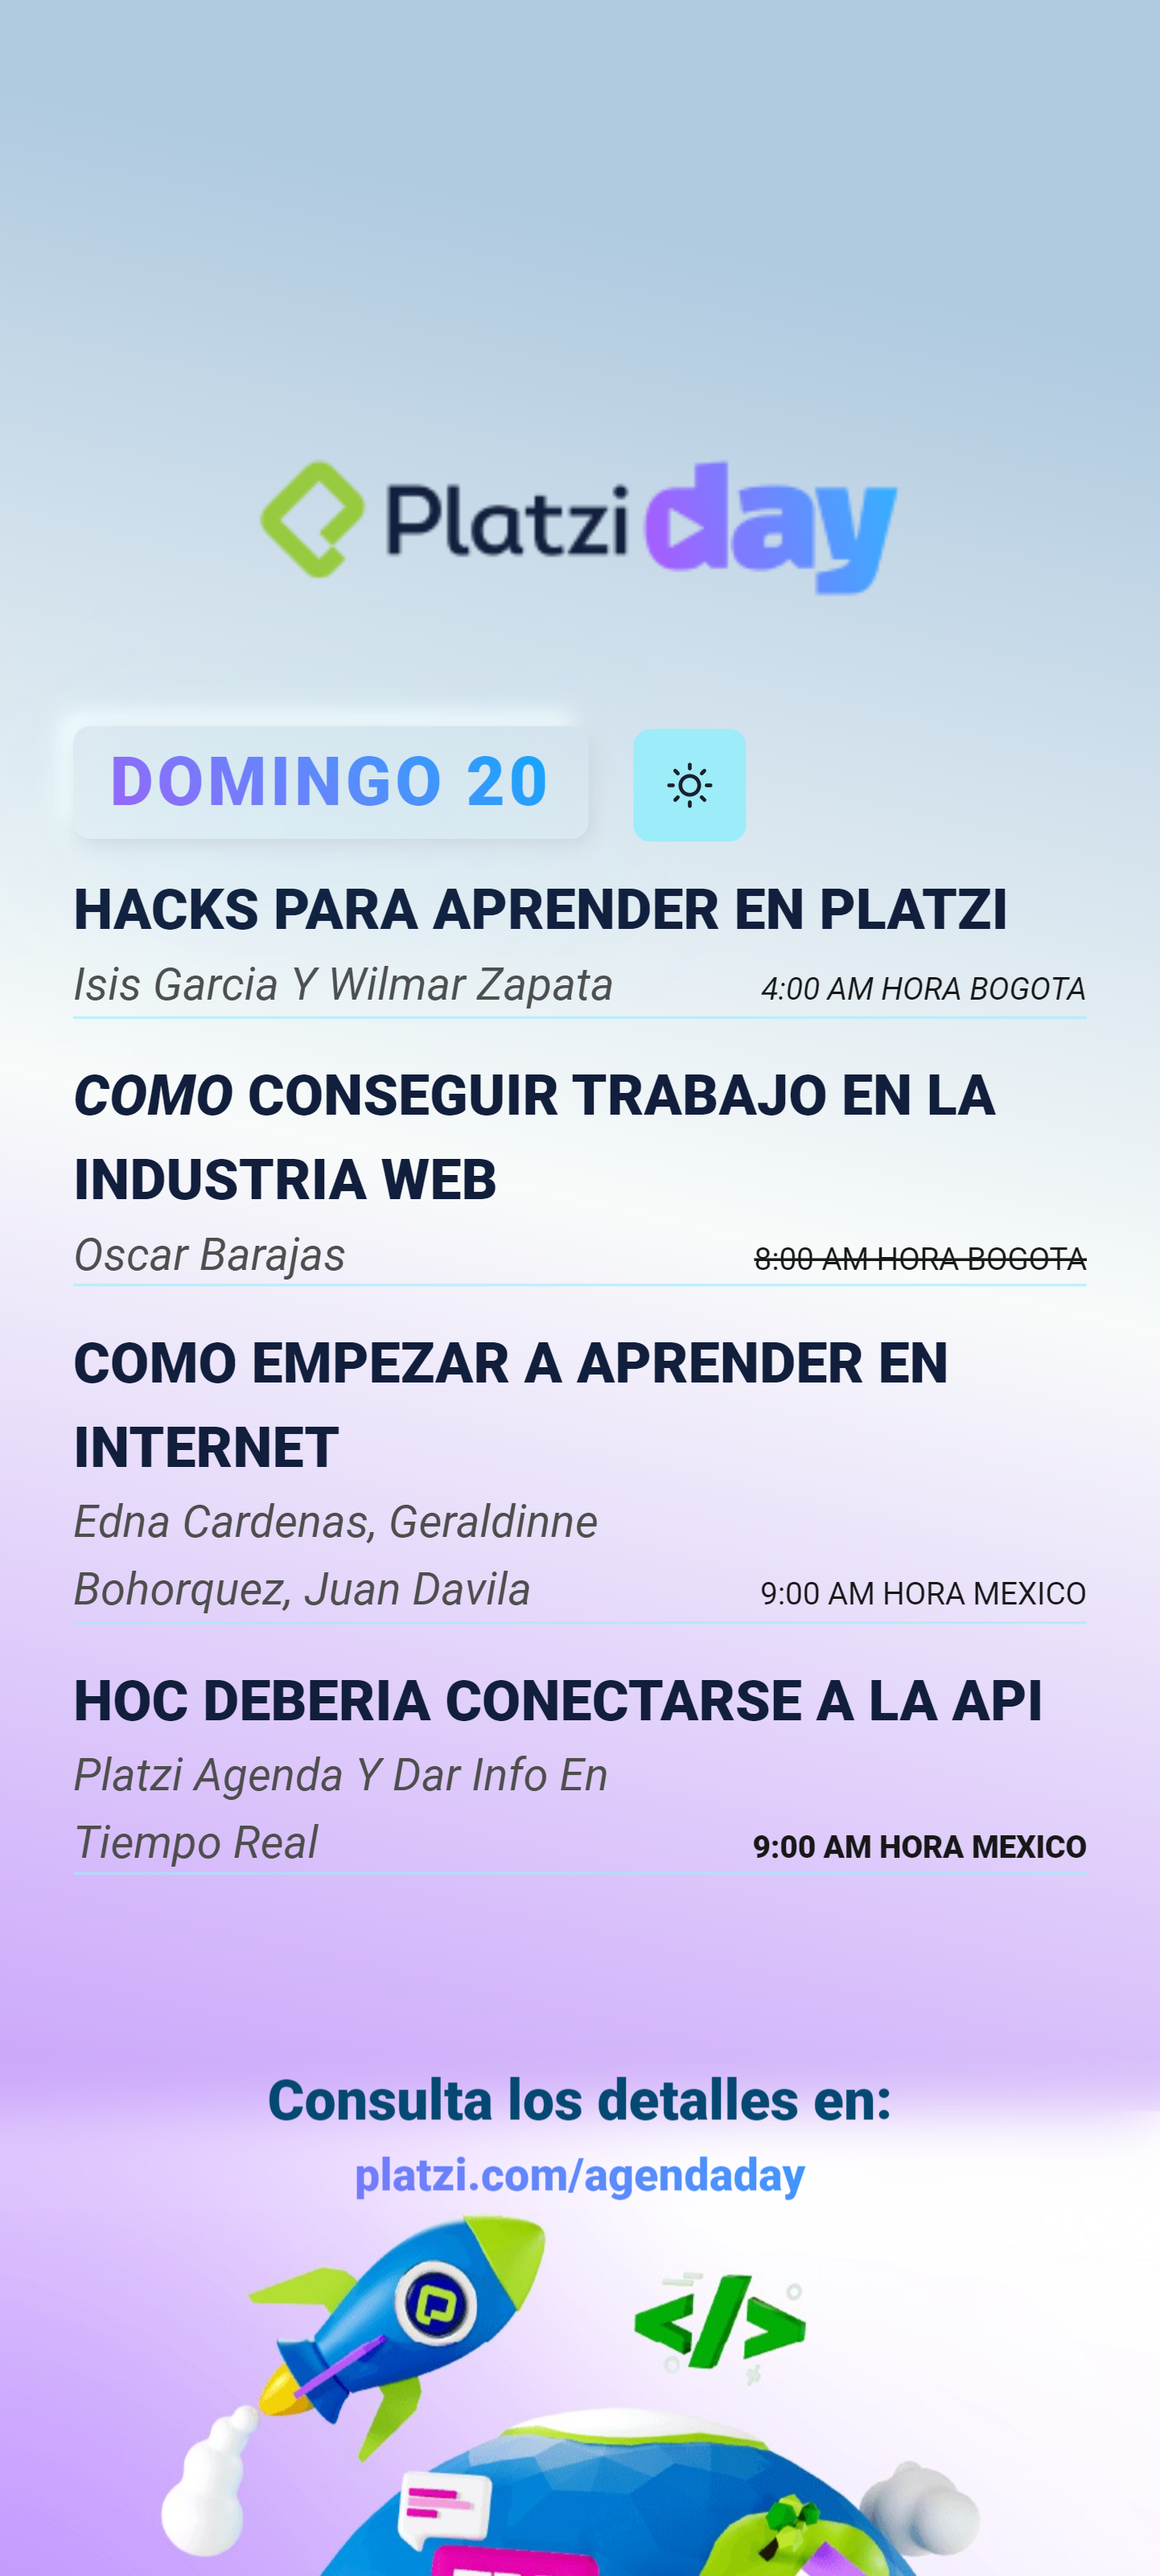 Platzi day
DOMINGO 20
HACKS PARA APRENDER EN PLATZI
Isis Garcia Y Wilmar Zapata
4:00 AM HORA BOGOTA
COMO CONSEGUIR TRABAJO EN LA
INDUSTRIA WEB
Oscar Barajas
8:00 AM HORA BOGOTA
COMO EMPEZAR A APRENDER EN
INTERNET
Edna Cardenas, Geraldinne
Bohorquez, Juan Davila
9:00 AM HORA MEXICO
HOC DEBERIA CONECTARSE A LA API
Platzi Agenda Y Dar Info En
Tiempo Real
9:00 AM HORA MEXICO
Consulta los detalles en:
platzi.com/agendaday
</>